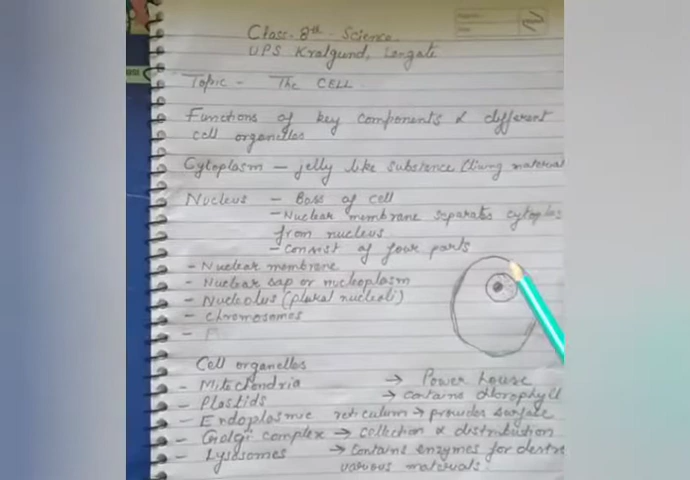 Class- 8th Science
UPS Kralgund, Langate
Topic - The CELL
Functions of key components & different
cell organelles
Cytoplasm - jelly like substance (living material
Nucleus - Boss of cell
- Nuclear membrane separates cytoplas
from nucleus
- consist of four parts
- Nuclear membrane
- Nuclear sap or nucleoplasm
- Nucleolus (plural nucleoli)
- Chromosomes
-
Cell organelles
- Mitochondria → Power house
- Plastids → contains chlorophyll
- Endoplasmic reticulum → provides surface
- Golgi complex → collection & distribution
- Lysosomes → contains enzymes for destro
various materials